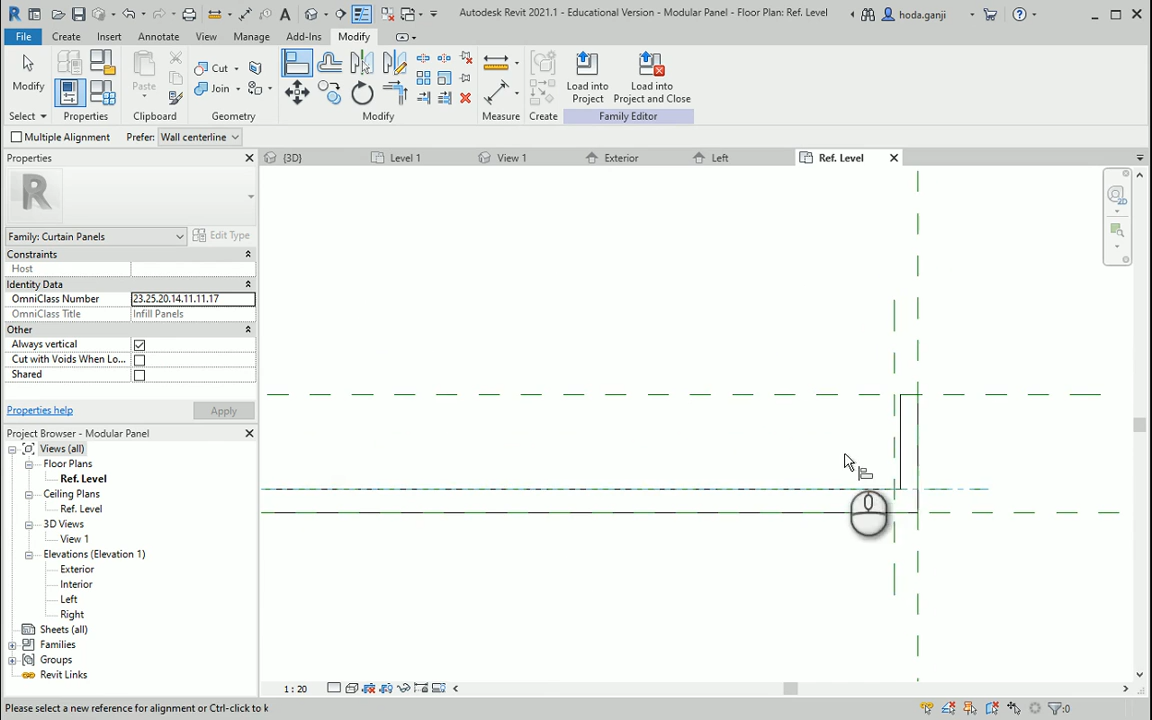 Autodesk Revit 2021.1 - Educational Version - Modular Panel - Floor Plan: Ref. Level
hoda.ganji
File Create Insert Annotate View Manage Add-Ins Modify
Modify
Paste
Cut
Join
Load into Project
Load into Project and Close
Select Properties Clipboard Geometry Modify Measure Create Family Editor
Multiple Alignment Prefer: Wall centerline
Properties
{3D} Level 1 View 1 Exterior Left Ref. Level
R
Family: Curtain Panels Edit Type
Constraints
Host
Identity Data
OmniClass Number 23.25.20.14.11.11.17
OmniClass Title Infill Panels
Other
Always vertical
Cut with Voids When Lo...
Shared
Properties help Apply
Project Browser - Modular Panel
Views (all)
Floor Plans
Ref. Level
Ceiling Plans
Ref. Level
3D Views
View 1
Elevations (Elevation 1)
Exterior
Interior
Left
Right
Sheets (all)
Families
Groups
Revit Links
1 : 20
Please select a new reference for alignment or Ctrl-click to k
:0
2D